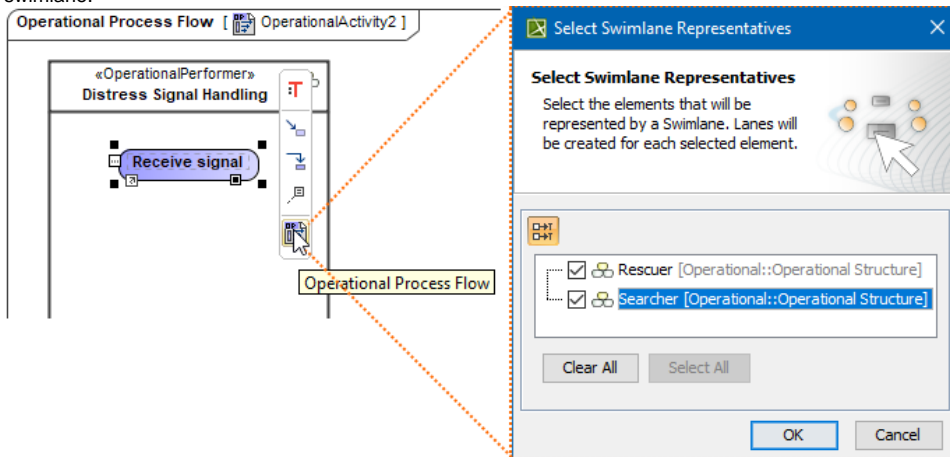 swimlane.
Operational Process Flow [ OperationalActivity2 ]
«OperationalPerformer»
Distress Signal Handling
Receive signal
Operational Process Flow
Select Swimlane Representatives
Select Swimlane Representatives
Select the elements that will be
represented by a Swimlane. Lanes will
be created for each selected element.
Rescuer [Operational::Operational Structure]
Searcher [Operational::Operational Structure]
Clear All Select All
OK Cancel